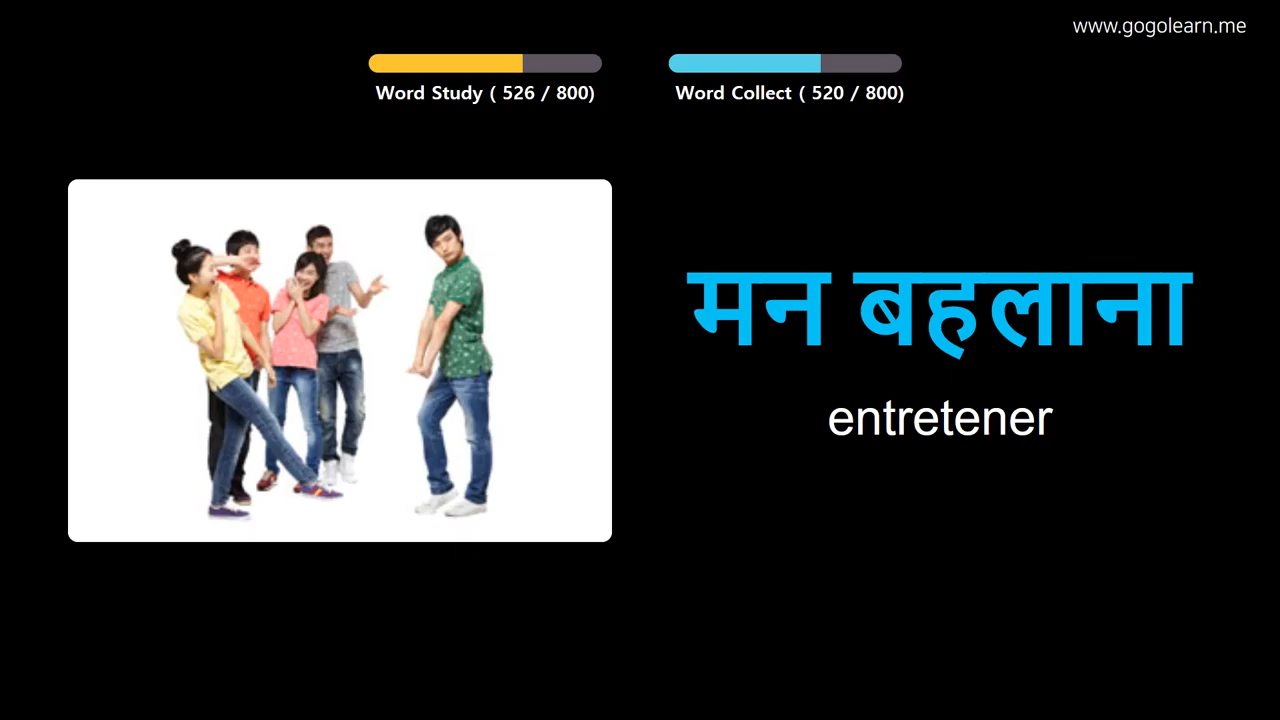 www.gogolearn.me
Word Study ( 526 / 800)
Word Collect ( 520 / 800)
मन बहलाना
entretener